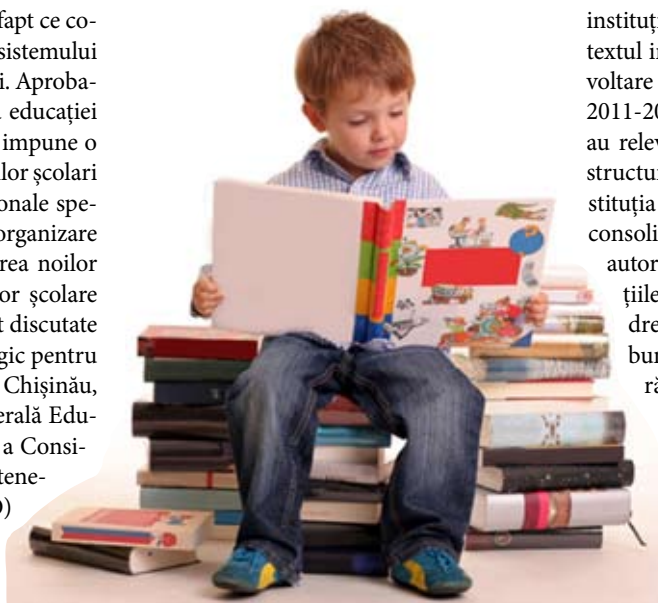 fapt ce co-
sistemului
i. Aproba-
educației
impune o
lor școlari
onale spe-
organizare
rea noilor
or școlare
t discutate
gic pentru
Chișinău,
erală Edu-
a Consi-
tene-
)
instituț
textul in
voltare
2011-20
au relev
structur
stituția
consoli
autor
țiile
dre
bur
ră